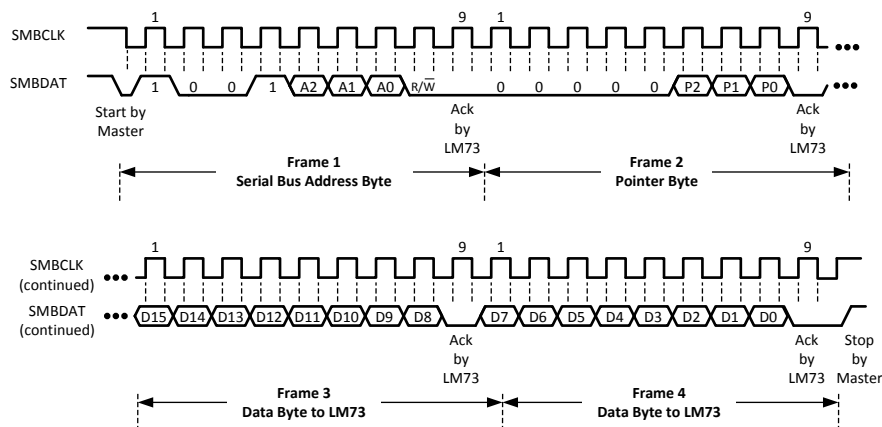 1 9 1 9
SMBCLK
SMBDAT
1 0 0 1 A2 A1 A0 R/W̅ 0 0 0 0 0 P2 P1 P0
Start by
Master
Ack
by
LM73
Ack
by
LM73
Frame 1
Serial Bus Address Byte
Frame 2
Pointer Byte
1 9 1 9
SMBCLK
(continued)
SMBDAT
(continued)
D15 D14 D13 D12 D11 D10 D9 D8 D7 D6 D5 D4 D3 D2 D1 D0
Ack
by
LM73
Ack
by
LM73
Stop
by
Master
Frame 3
Data Byte to LM73
Frame 4
Data Byte to LM73